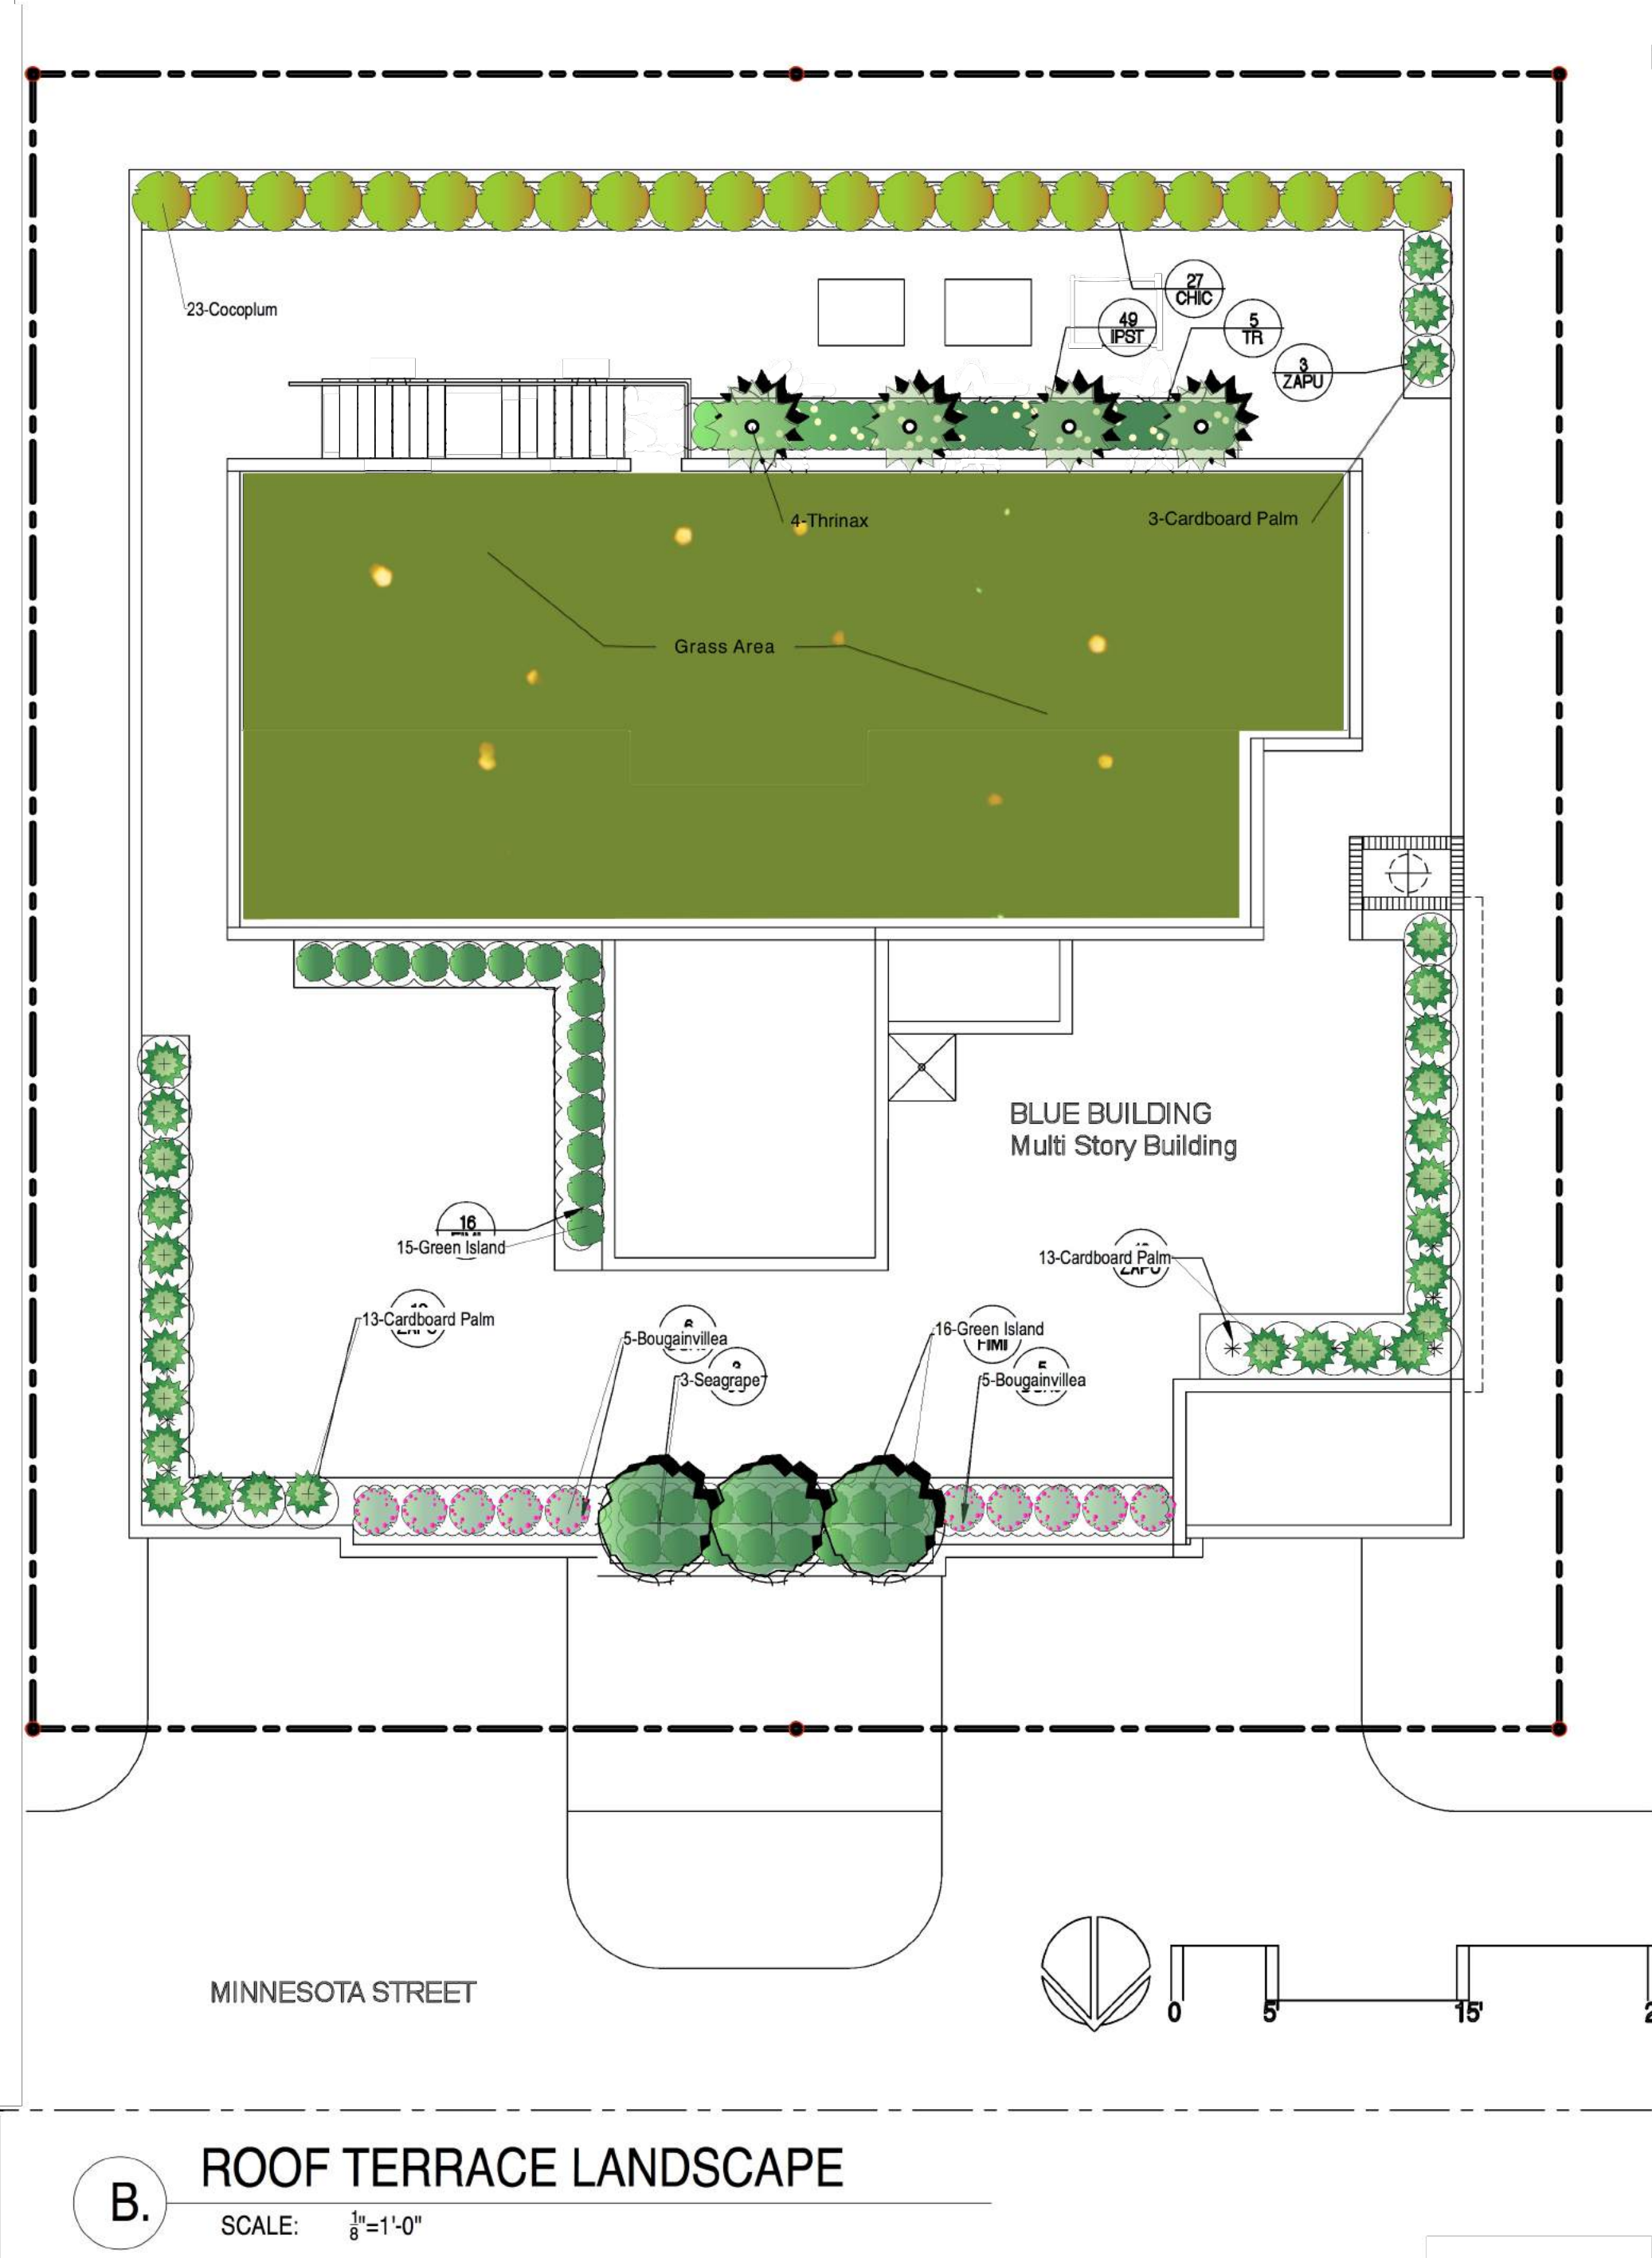 23-Cocoplum
27
CHIC
49
IPST
5
TR
3
ZAPU
4-Thrinax
3-Cardboard Palm
Grass Area
BLUE BUILDING
Multi Story Building
16
15-Green Island
13-Cardboard Palm
13-Cardboard Palm
5-Bougainvillea
3-Seagrape
16-Green Island
FIMI
5
5-Bougainvillea
MINNESOTA STREET
0 5' 15'
B.
ROOF TERRACE LANDSCAPE
SCALE: 1/8"=1'-0"